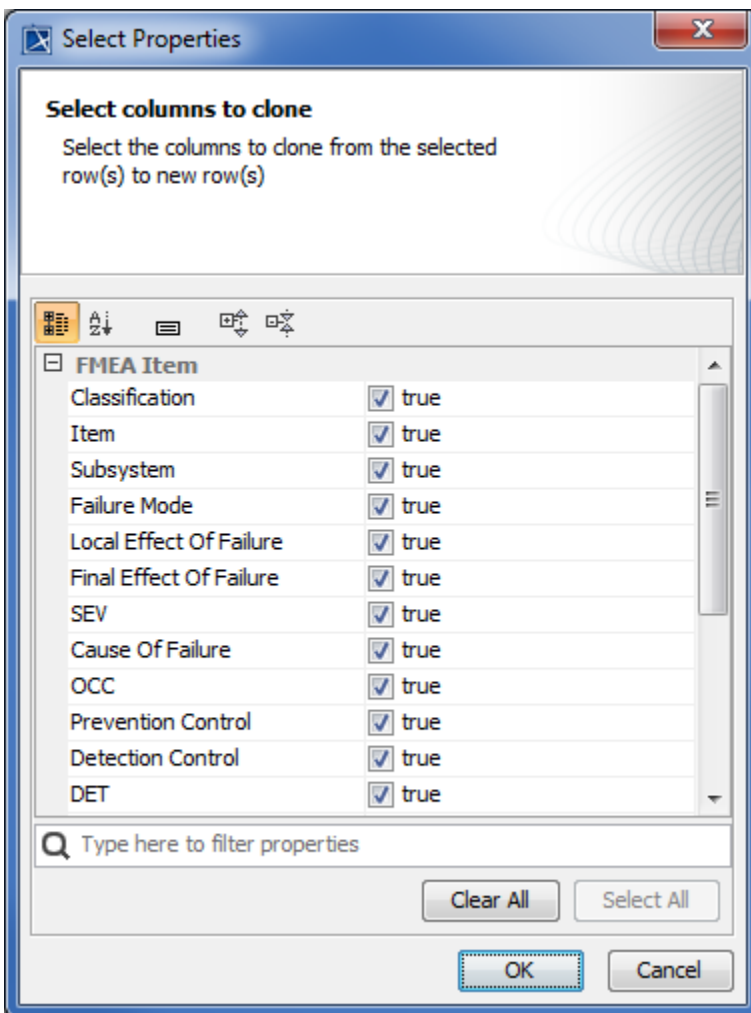 Select Properties
Select columns to clone
Select the columns to clone from the selected
row(s) to new row(s)
FMEA Item
Classification true
Item true
Subsystem true
Failure Mode true
Local Effect Of Failure true
Final Effect Of Failure true
SEV true
Cause Of Failure true
OCC true
Prevention Control true
Detection Control true
DET true
Type here to filter properties
Clear All Select All
OK Cancel